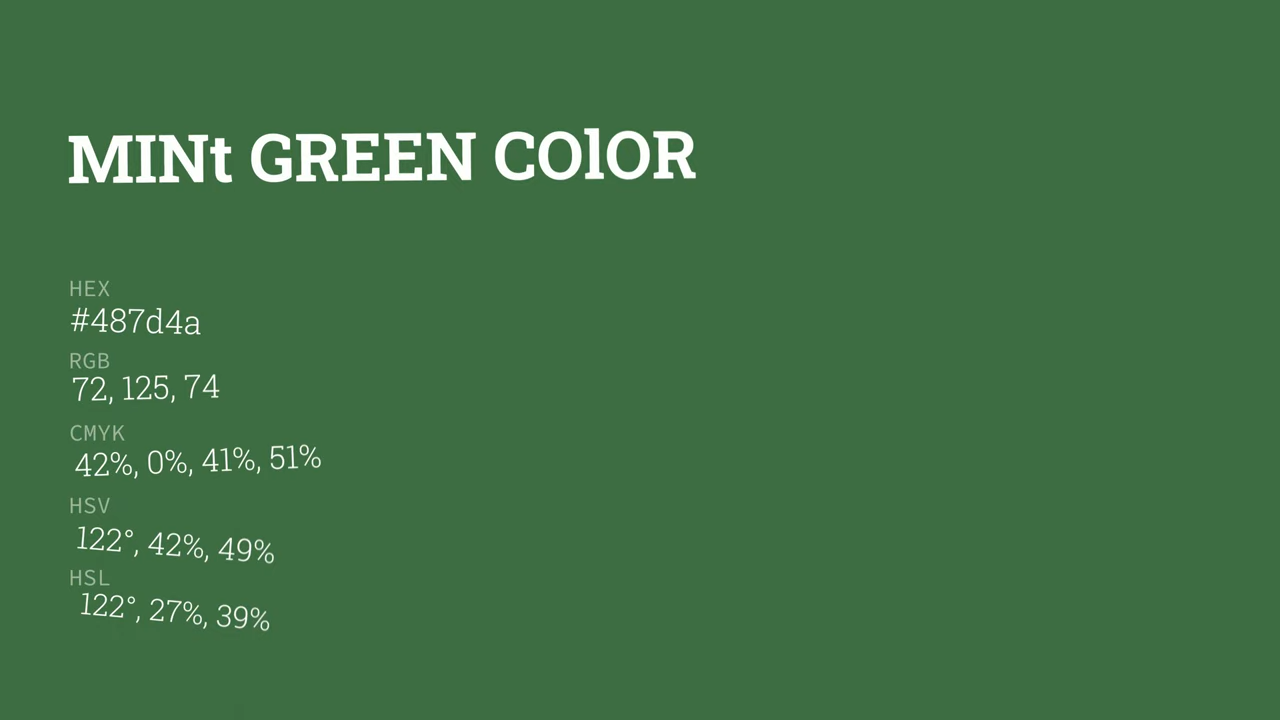 MINt GREEN COlOR
HEX
#487d4a
RGB
72, 125, 74
CMYK
42%, 0%, 41%, 51%
HSV
122°, 42%, 49%
HSL
122°, 27%, 39%